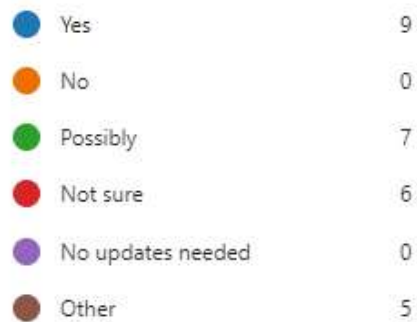 Yes 9
No 0
Possibly 7
Not sure 6
No updates needed 0
Other 5